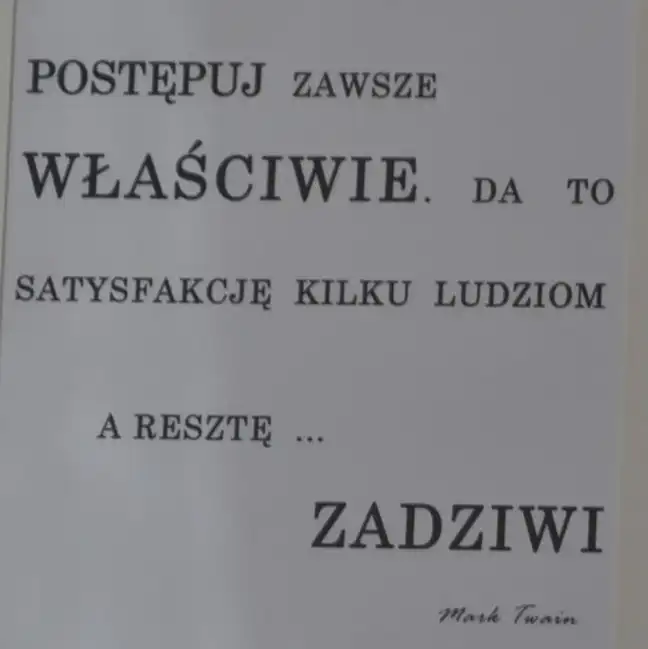 POSTĘPUJ ZAWSZE
WŁAŚCIWIE. DA TO
SATYSFAKCJĘ KILKU LUDZIOM
A RESZTĘ ...
ZADZIWI
Mark Twain